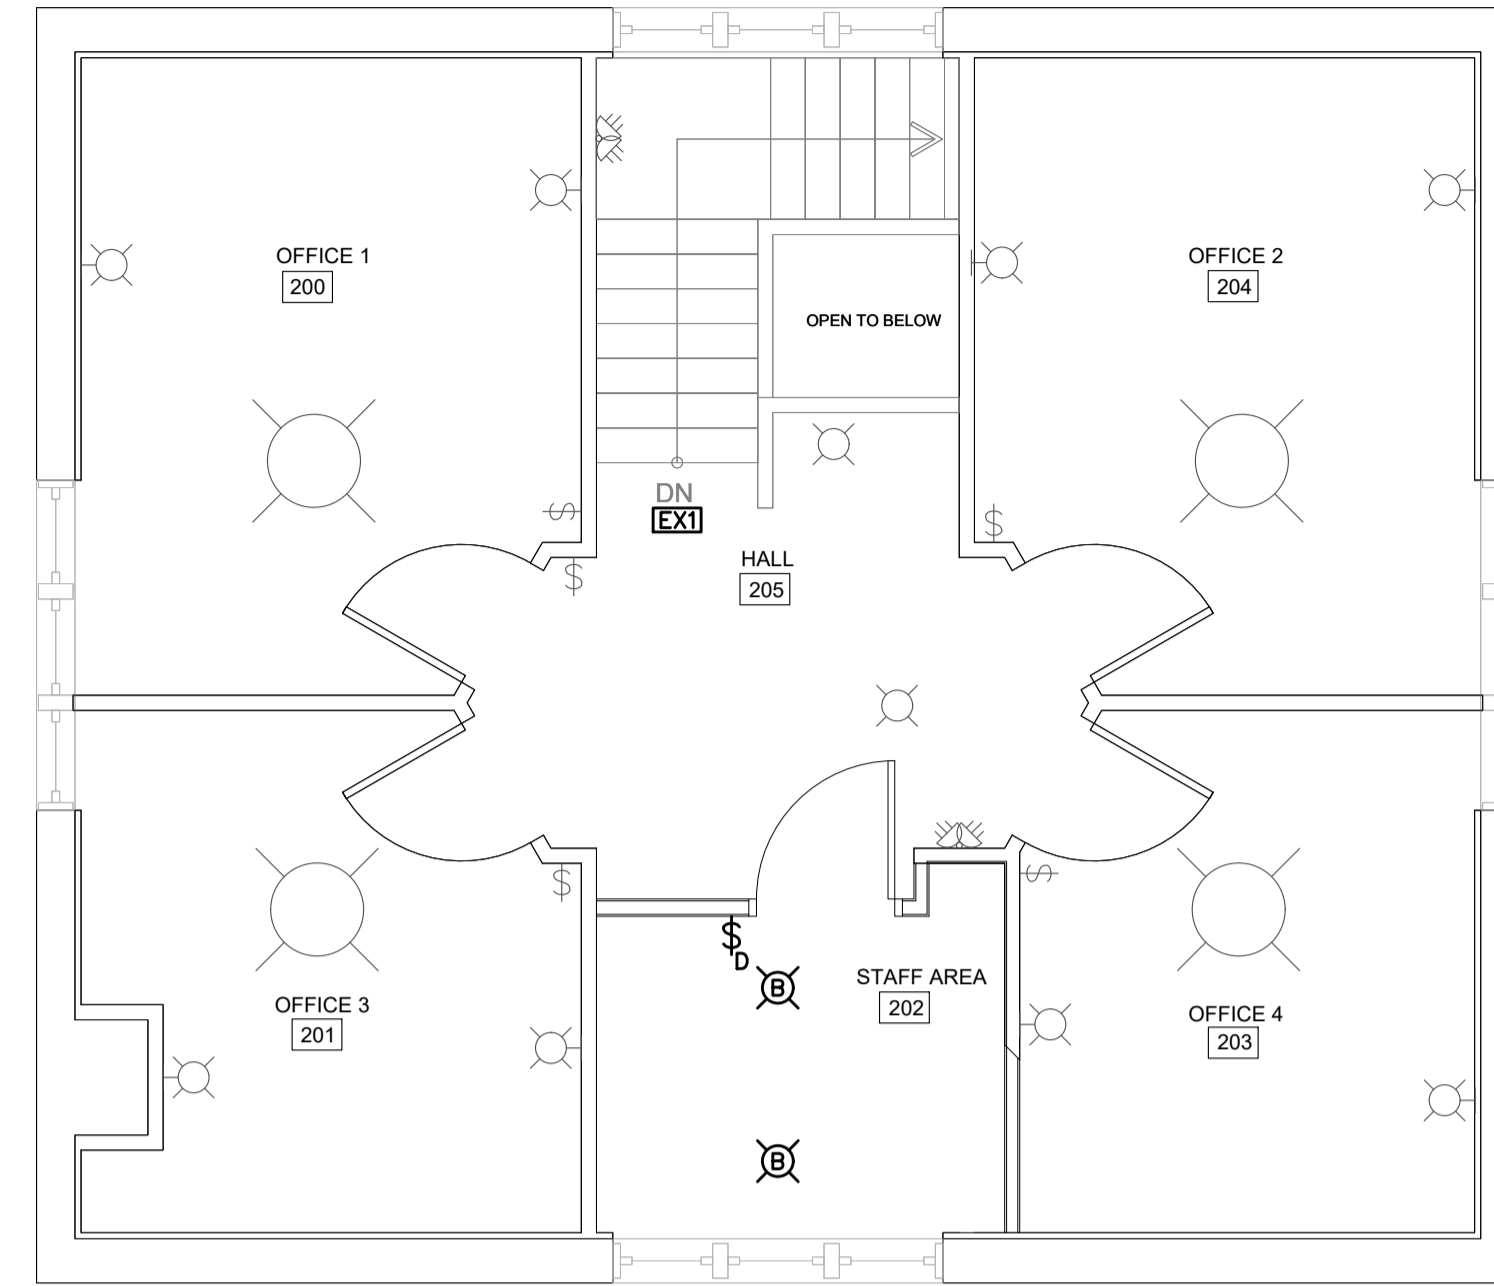 OFFICE 1
200
OFFICE 2
204
OPEN TO BELOW
DN
EX1
$
$
$
HALL
205
$
$
$
D
B
STAFF AREA
202
OFFICE 3
201
OFFICE 4
203
B